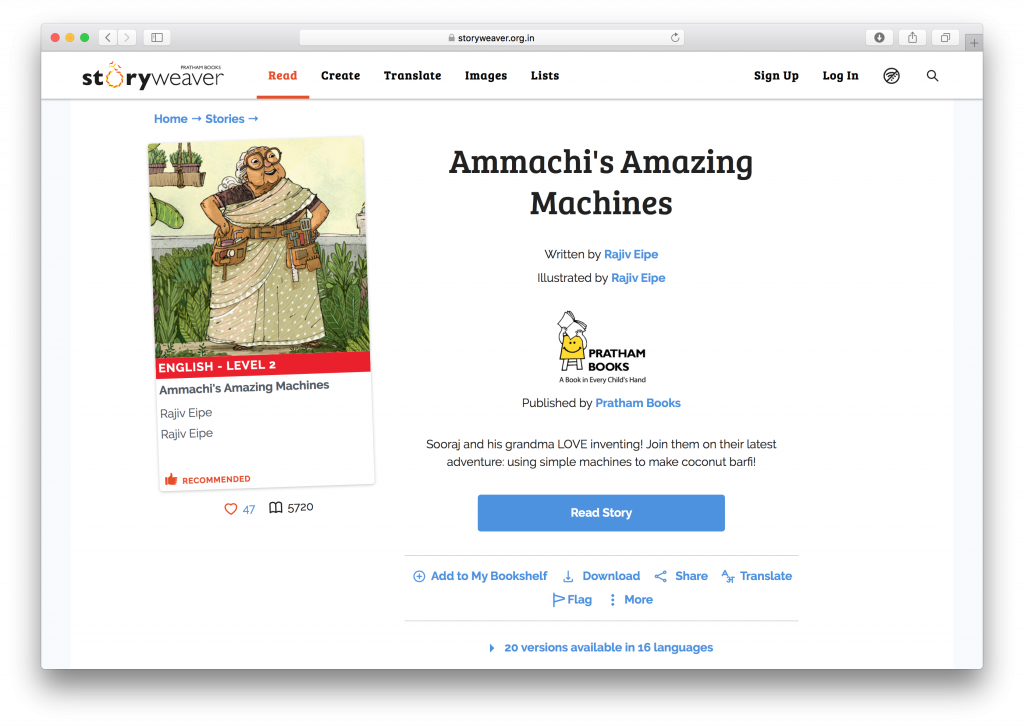 storyweaver.org.in
PRATHAM BOOKS
storyweaver
Read Create Translate Images Lists Sign Up Log In
Home → Stories →
ENGLISH - LEVEL 2
Ammachi's Amazing Machines
Rajiv Eipe
Rajiv Eipe
RECOMMENDED
47 5720
Ammachi's Amazing
Machines
Written by Rajiv Eipe
Illustrated by Rajiv Eipe
PRATHAM
BOOKS
A Book in Every Child's Hand
Published by Pratham Books
Sooraj and his grandma LOVE inventing! Join them on their latest
adventure: using simple machines to make coconut barfi!
Read Story
Add to My Bookshelf Download Share Translate
Flag More
20 versions available in 16 languages